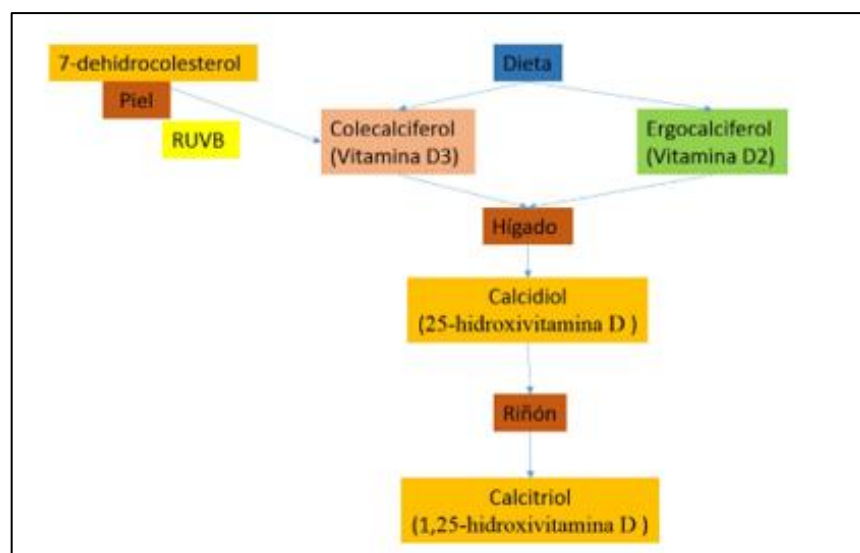 7-dehidrocolesterol
Piel
RUVB
Dieta
Colecalciferol
(Vitamina D3)
Ergocalciferol
(Vitamina D2)
Hígado
Calcidiol
(25-hidroxivitamina D )
Riñón
Calcitriol
(1,25-hidroxivitamina D )